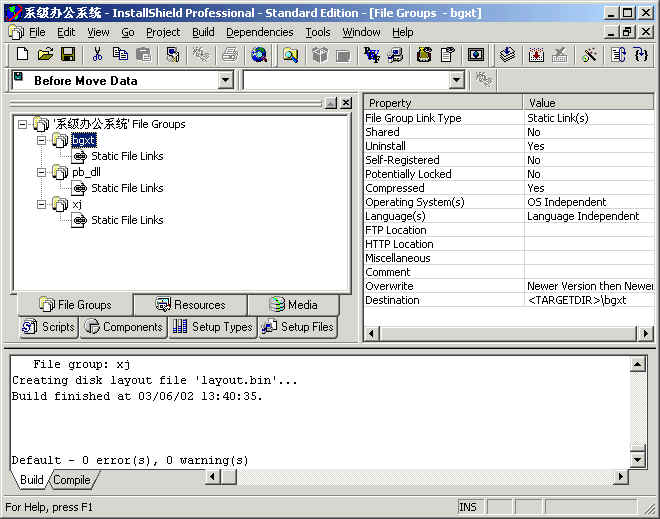 系级办公系统 - InstallShield Professional - Standard Edition - [File Groups - bgxt]
File Edit Insert View Go Project Build Dependencies Tools Window Help
Before Move Data
'系级办公系统' File Groups
bgxt
Static File Links
pb_dll
Static File Links
xj
Static File Links
File Groups Resources Media
Scripts Components Setup Types Setup Files
Property Value
File Group Link Type Static Link(s)
Shared No
Uninstall Yes
Self-Registered No
Potentially Locked No
Compressed Yes
Operating System(s) OS Independent
Language(s) Language Independent
FTP Location
HTTP Location
Miscellaneous
Comment
Overwrite Newer Version then Newer
Destination <TARGETDIR>\bgxt
File group: xj
Creating disk layout file 'layout.bin'...
Build finished at 03/06/02 13:40:35.
Default - 0 error(s), 0 warning(s)
Build Compile
For Help, press F1 INS